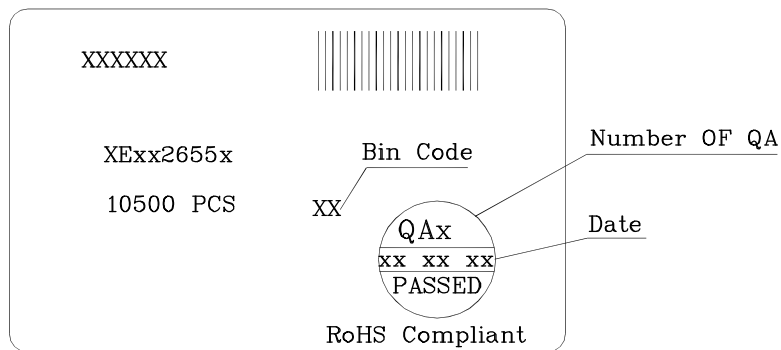 XXXXXX
XExx2655x
Bin Code
Number OF QA
10500 PCS
XX
QAx
Date
xx xx xx
PASSED
RoHS Compliant